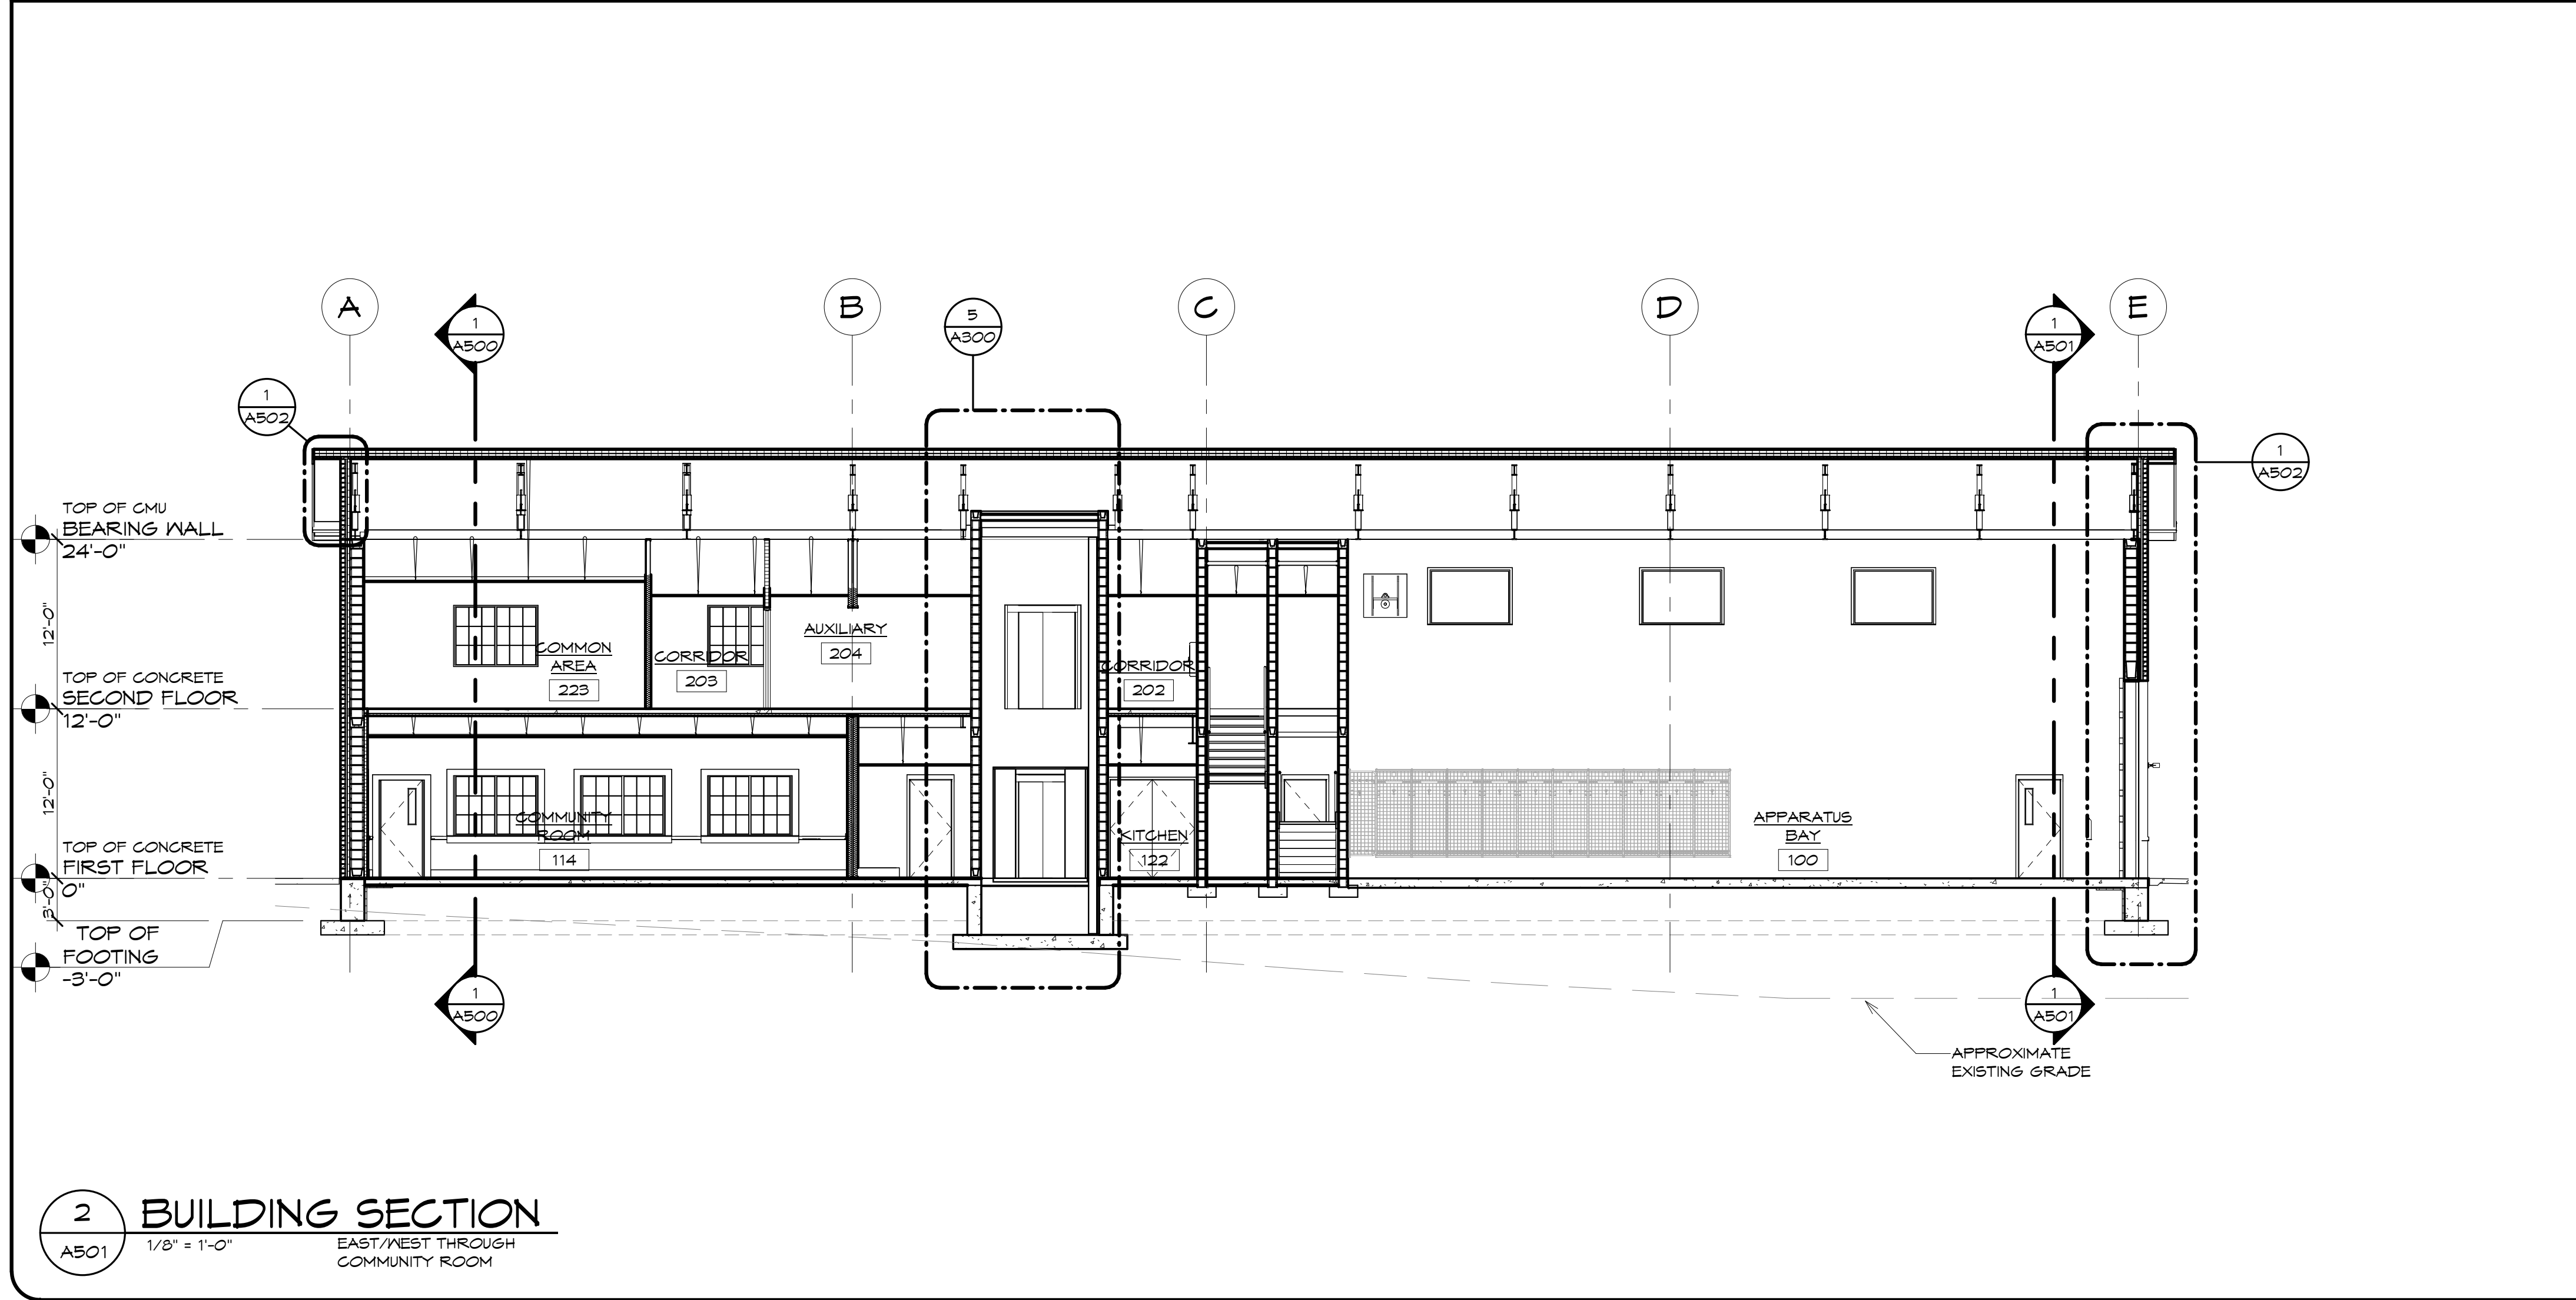 A
B
C
D
E
1
A500
5
A300
1
A501
1
A502
1
A502
TOP OF CMU
BEARING WALL
24'-0"
12'-0"
TOP OF CONCRETE
SECOND FLOOR
12'-0"
12'-0"
TOP OF CONCRETE
FIRST FLOOR
0"
3'-0"
TOP OF
FOOTING
-3'-0"
COMMON
AREA
223
CORRIDOR
203
AUXILIARY
204
CORRIDOR
202
COMMUNITY
ROOM
114
KITCHEN
122
APPARATUS
BAY
100
1
A500
1
A501
APPROXIMATE
EXISTING GRADE
2
A501
BUILDING SECTION
1/8" = 1'-0"
EAST/WEST THROUGH
COMMUNITY ROOM